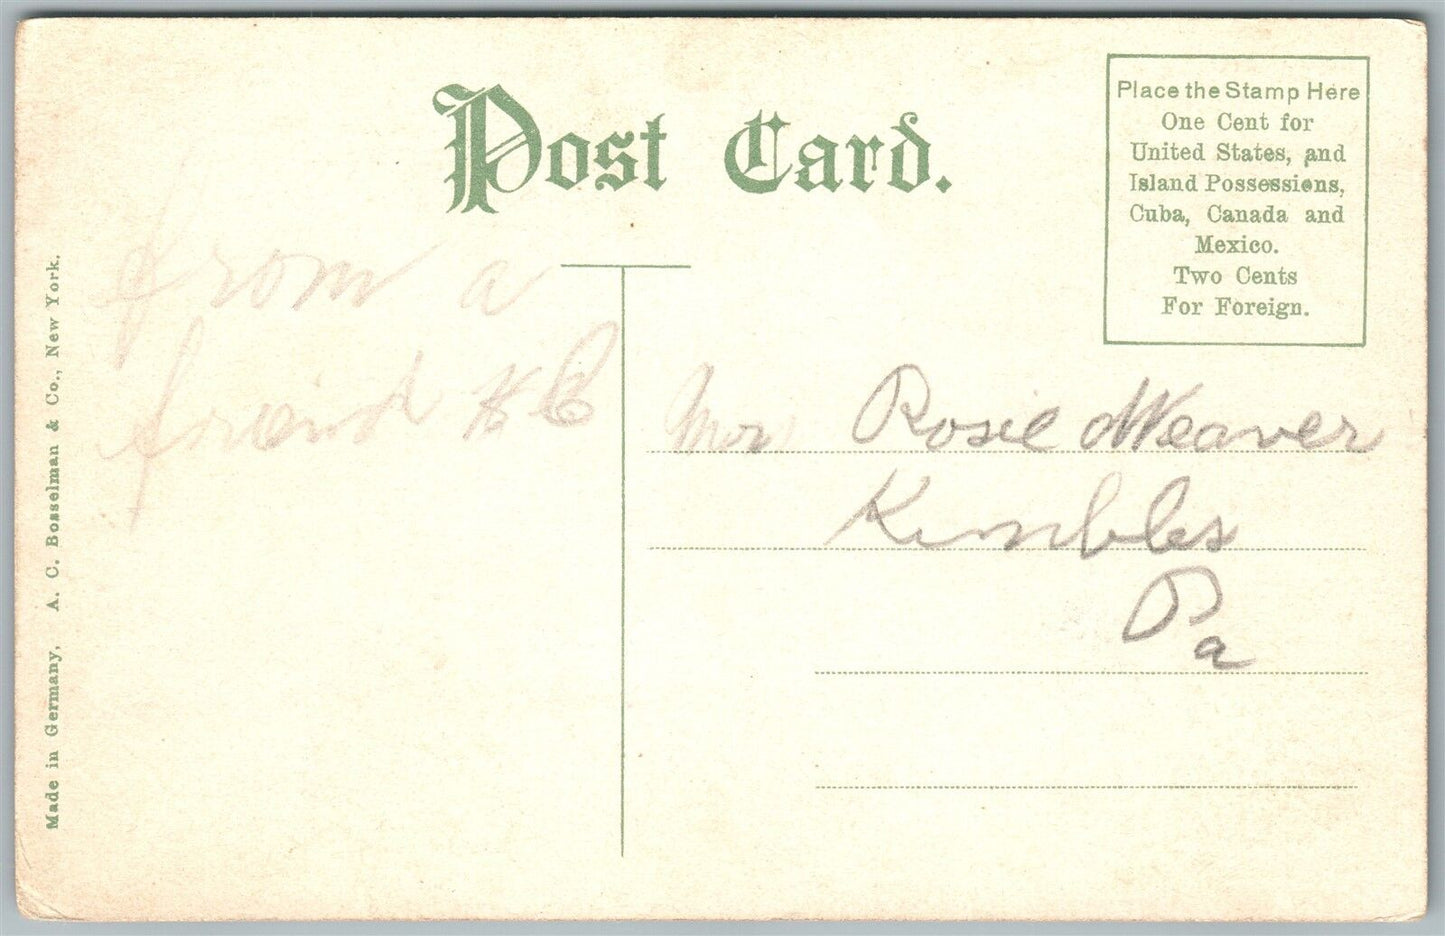 Post Card.
Place the Stamp Here
One Cent for
United States, and
Island Possessions,
Cuba, Canada and
Mexico.
Two Cents
For Foreign.
Made in Germany, A. C. Bosselman & Co., New York.
from a
friend
Rosie Weaver
Kimbles
Pa